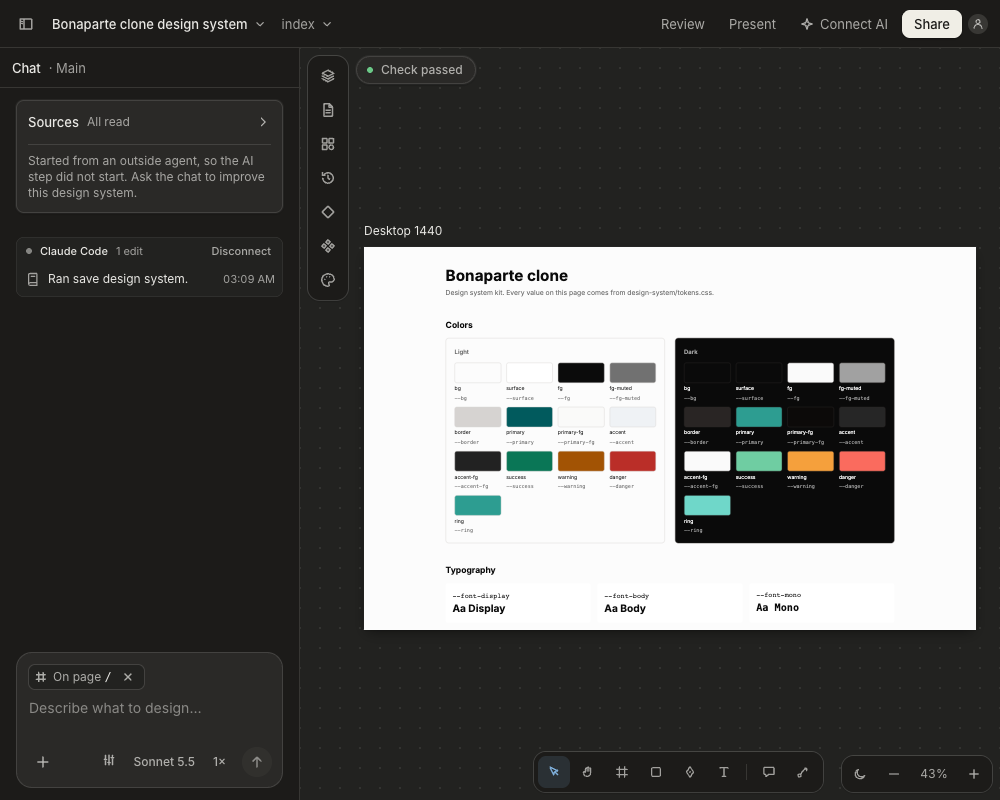 Bonaparte clone design system
index
Review
Present
Connect AI
Share
Chat · Main
Check passed
Sources All read
Started from an outside agent, so the AI
step did not start. Ask the chat to improve
this design system.
Claude Code 1 edit Disconnect
Ran save design system. 03:09 AM
Desktop 1440
Bonaparte clone
Design system kit. Every value on this page comes from design-system/tokens.css.
Colors
Light
bg surface fg fg-muted
--bg --surface --fg --fg-muted
border primary primary-fg accent
--border --primary --primary-fg --accent
accent-fg success warning danger
--accent-fg --success --warning --danger
ring
--ring
Dark
bg surface fg fg-muted
--bg --surface --fg --fg-muted
border primary primary-fg accent
--border --primary --primary-fg --accent
accent-fg success warning danger
--accent-fg --success --warning --danger
ring
--ring
Typography
--font-display
Aa Display
--font-body
Aa Body
--font-mono
Aa Mono
On page /
Describe what to design...
Sonnet 5.5 1×
43%